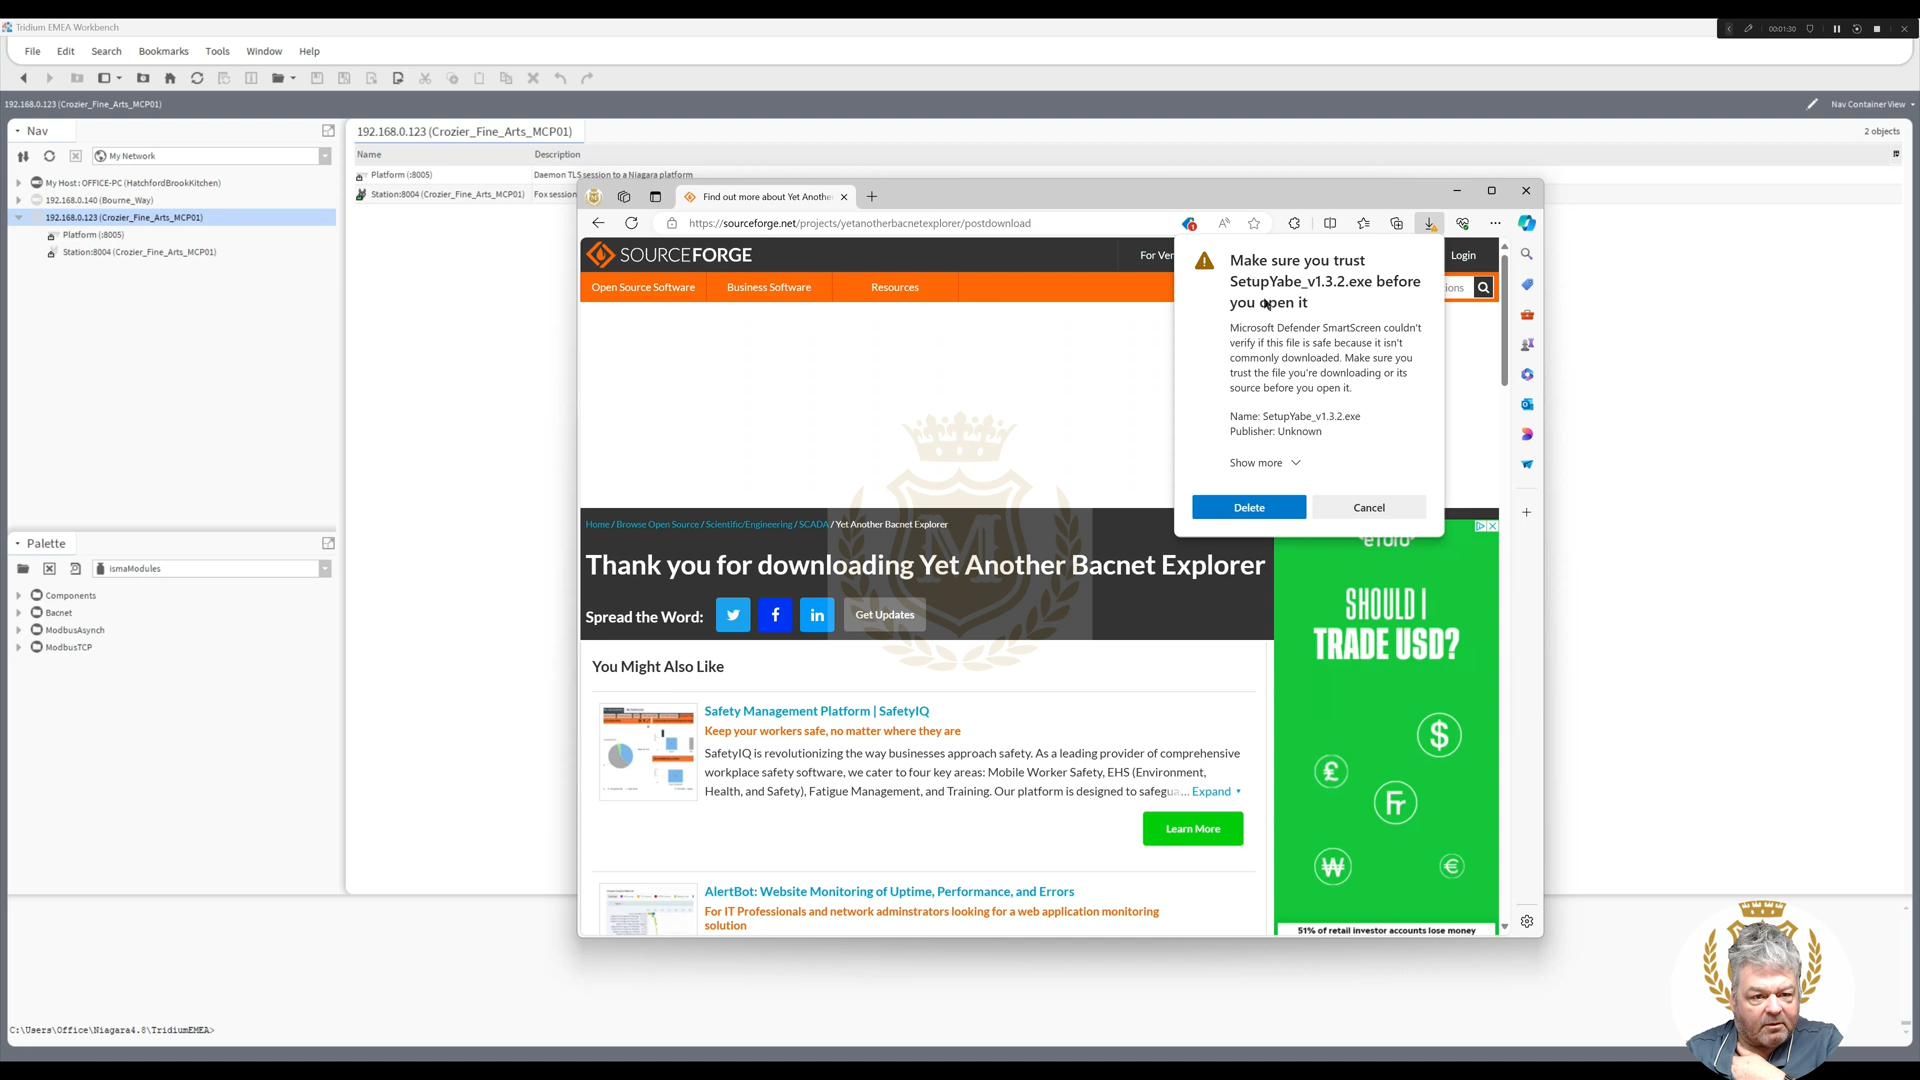 Tridium EMEA Workbench
00:01:30
File Edit Search Bookmarks Tools Window Help
192.168.0.123 (Crozier_Fine_Arts_MCP01)
Nav Container View
Nav
My Network
My Host : OFFICE-PC (HatchfordBrookKitchen)
192.168.0.140 (Bourne_Way)
192.168.0.123 (Crozier_Fine_Arts_MCP01)
Platform (:8005)
Station:8004 (Crozier_Fine_Arts_MCP01)
Palette
ismaModules
Components
Bacnet
ModbusAsynch
ModbusTCP
192.168.0.123 (Crozier_Fine_Arts_MCP01)
2 objects
Name Description
Platform (:8005) Daemon TLS session to a Niagara platform
Station:8004 (Crozier_Fine_Arts_MCP01) Fox session
Find out more about Yet Anothe
https://sourceforge.net/projects/yetanotherbacnetexplorer/postdownload
SOURCEFORGE
For Ver
Login
Open Source Software Business Software Resources
ions
Make sure you trust
SetupYabe_v1.3.2.exe before
you open it
Microsoft Defender SmartScreen couldn't
verify if this file is safe because it isn't
commonly downloaded. Make sure you
trust the file you're downloading or its
source before you open it.
Name: SetupYabe_v1.3.2.exe
Publisher: Unknown
Show more
Delete Cancel
Home / Browse Open Source / Scientific/Engineering / SCADA / Yet Another Bacnet Explorer
Thank you for downloading Yet Another Bacnet Explorer
Spread the Word:
Get Updates
You Might Also Like
Safety Management Platform | SafetyIQ
Keep your workers safe, no matter where they are
SafetyIQ is revolutionizing the way businesses approach safety. As a leading provider of comprehensive
workplace safety software, we cater to four key areas: Mobile Worker Safety, EHS (Environment,
Health, and Safety), Fatigue Management, and Training. Our platform is designed to safegua... Expand
Learn More
AlertBot: Website Monitoring of Uptime, Performance, and Errors
For IT Professionals and network adminstrators looking for a web application monitoring
solution
eToro
SHOULD I
TRADE USD?
51% of retail investor accounts lose money
C:\Users\Office\Niagara4.8\TridiumEMEA>